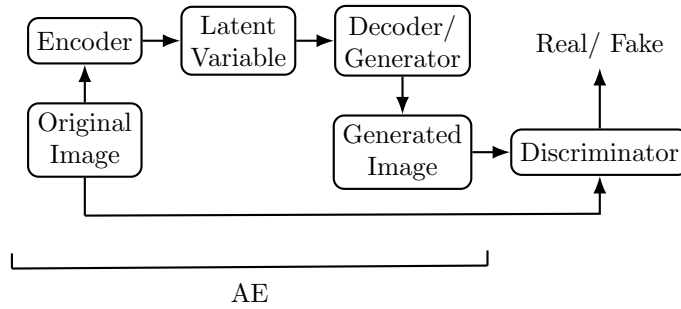 Encoder
Latent
Variable
Decoder/
Generator
Real/ Fake
Original
Image
Generated
Image
Discriminator
AE